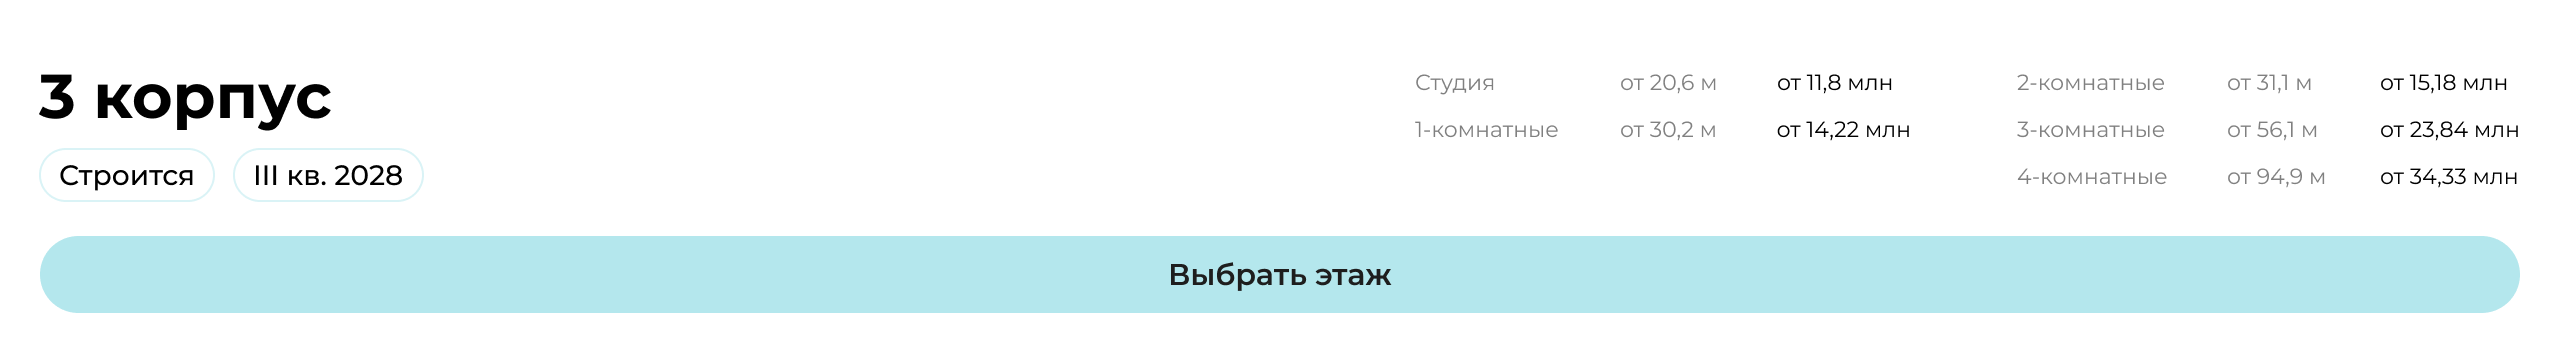 3 корпус
Строится III кв. 2028
Студия от 20,6 м от 11,8 млн
1-комнатные от 30,2 м от 14,22 млн
2-комнатные от 31,1 м от 15,18 млн
3-комнатные от 56,1 м от 23,84 млн
4-комнатные от 94,9 м от 34,33 млн
Выбрать этаж